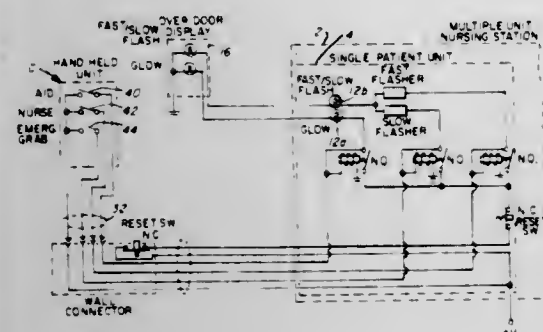 FAST/SLOW FLASH
OVER DOOR DISPLAY
16
GLOW
HAND HELD UNIT
AID
40
NURSE
42
EMERG GRAB
44
32
RESET SW
N.C.
WALL CONNECTOR
2
4
MULTIPLE UNIT NURSING STATION
SINGLE PATIENT UNIT
FAST FLASHER
FAST/SLOW FLASH
12b
SLOW FLASHER
GLOW
12a
N.O.
N.O.
N.O.
N.C.
RESET SW